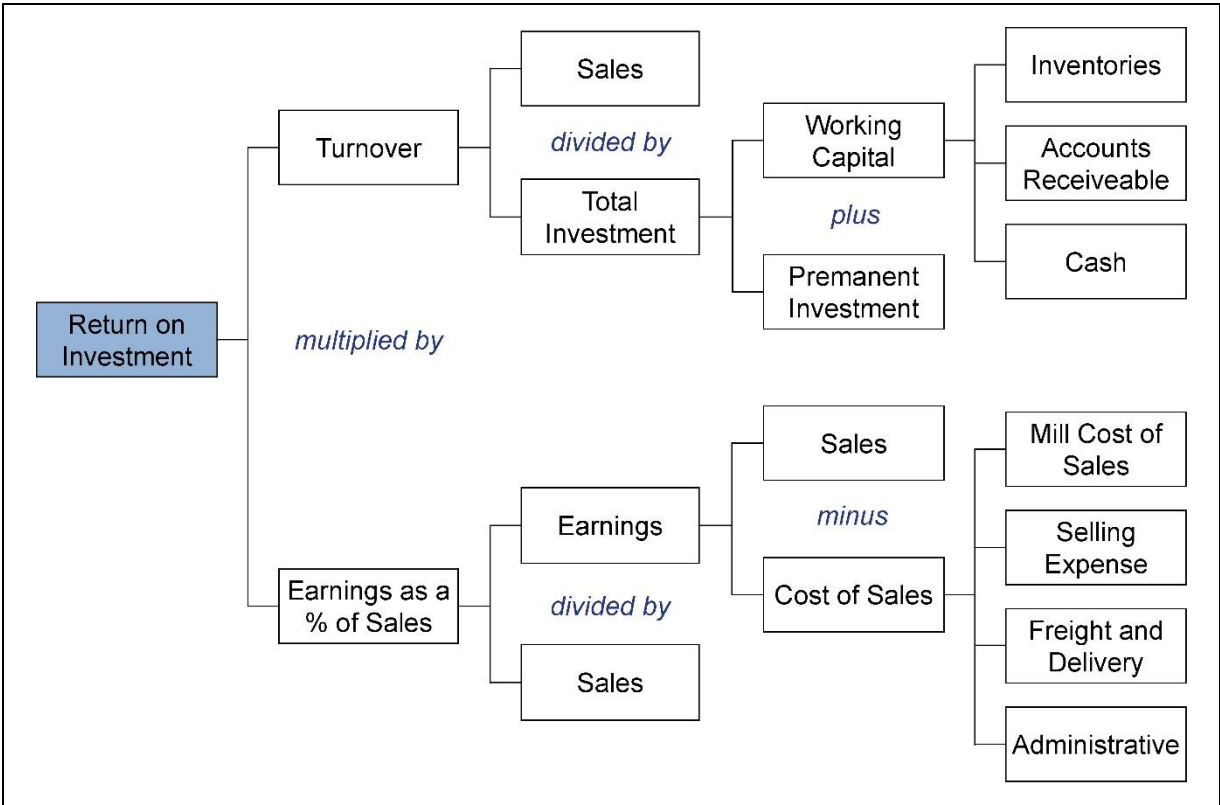 Return on
Investment
multiplied by
Turnover
Earnings as a
% of Sales
Sales
divided by
Total
Investment
Working
Capital
plus
Premanent
Investment
Inventories
Accounts
Receiveable
Cash
Earnings
divided by
Sales
Sales
minus
Cost of Sales
Mill Cost of
Sales
Selling
Expense
Freight and
Delivery
Administrative